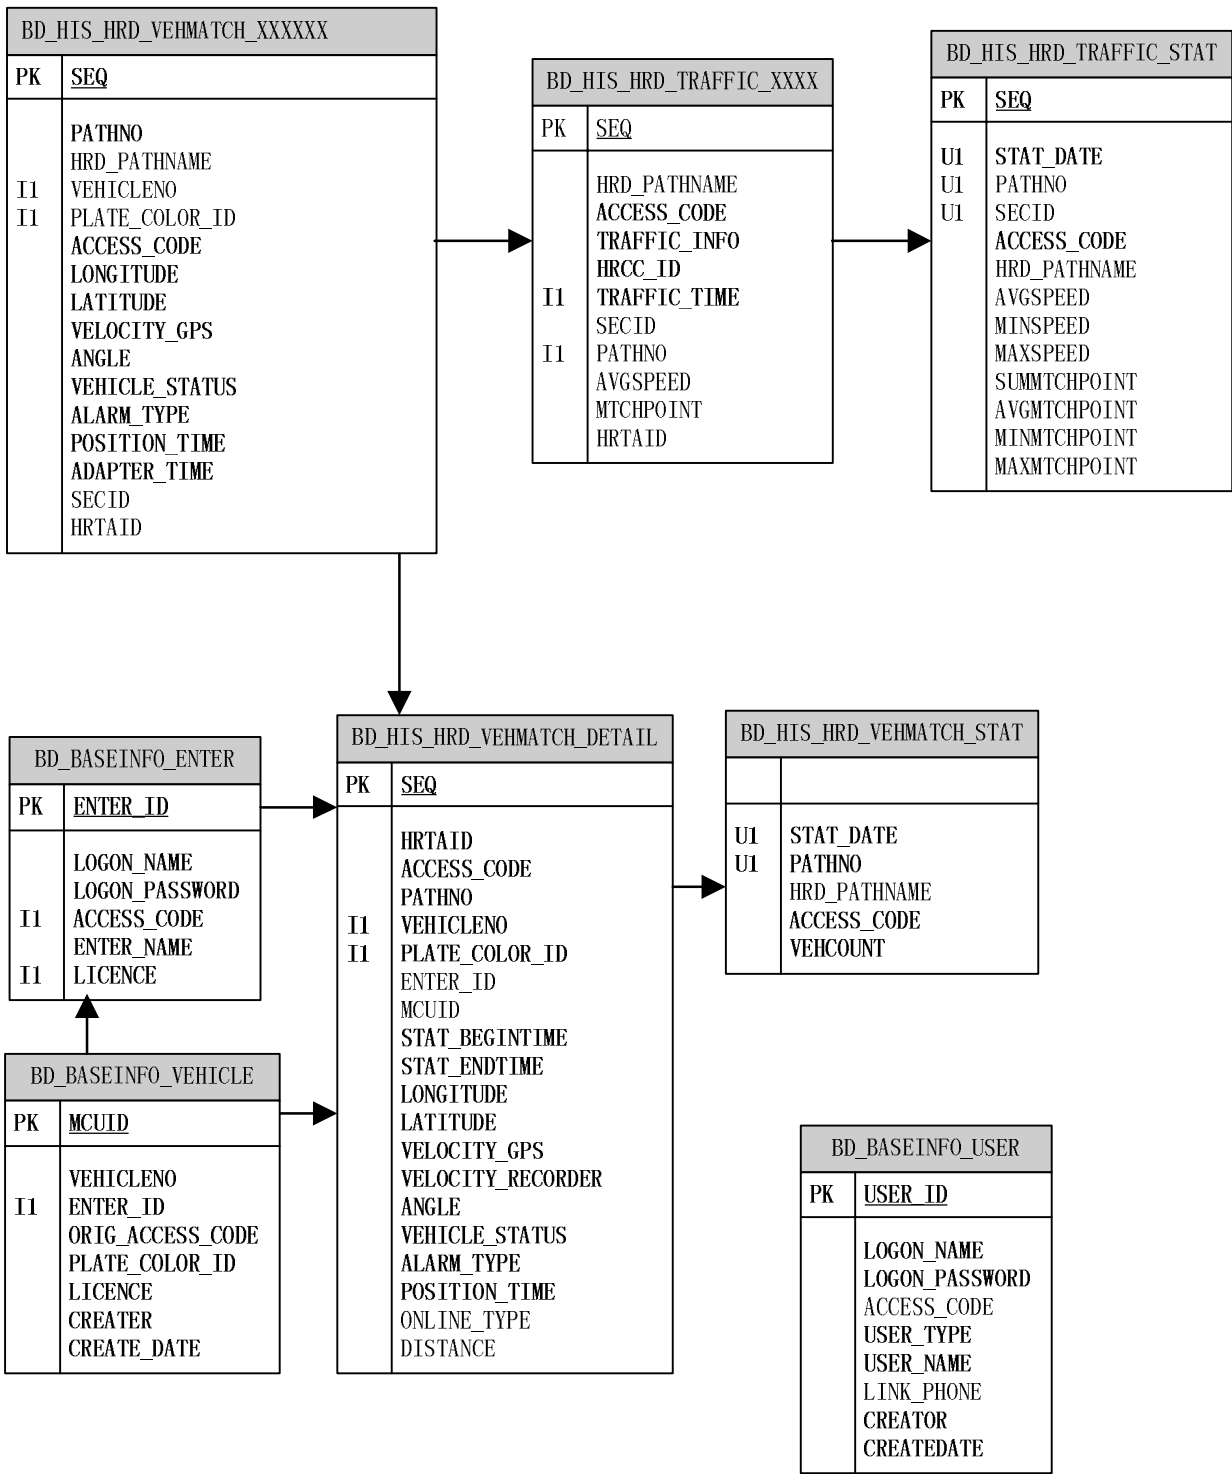 BD_HIS_HRD_VEHMATCH_XXXXXX
PK SEQ
PATHNO
HRD_PATHNAME
I1 VEHICLENO
I1 PLATE_COLOR_ID
ACCESS_CODE
LONGITUDE
LATITUDE
VELOCITY_GPS
ANGLE
VEHICLE_STATUS
ALARM_TYPE
POSITION_TIME
ADAPTER_TIME
SECID
HRTAID
BD_HIS_HRD_TRAFFIC_XXXX
PK SEQ
HRD_PATHNAME
ACCESS_CODE
TRAFFIC_INFO
HRCC_ID
I1 TRAFFIC_TIME
SECID
I1 PATHNO
AVGSPEED
MTCHPOINT
HRTAID
BD_HIS_HRD_TRAFFIC_STAT
PK SEQ
U1 STAT_DATE
U1 PATHNO
U1 SECID
ACCESS_CODE
HRD_PATHNAME
AVGSPEED
MINSPEED
MAXSPEED
SUMMTCHPOINT
AVGMTCHPOINT
MINMTCHPOINT
MAXMTCHPOINT
BD_BASEINFO_ENTER
PK ENTER_ID
LOGON_NAME
LOGON_PASSWORD
I1 ACCESS_CODE
ENTER_NAME
I1 LICENCE
BD_BASEINFO_VEHICLE
PK MCUID
VEHICLENO
I1 ENTER_ID
ORIG_ACCESS_CODE
PLATE_COLOR_ID
LICENCE
CREATER
CREATE_DATE
BD_HIS_HRD_VEHMATCH_DETAIL
PK SEQ
HRTAID
ACCESS_CODE
PATHNO
I1 VEHICLENO
I1 PLATE_COLOR_ID
ENTER_ID
MCUID
STAT_BEGINTIME
STAT_ENDTIME
LONGITUDE
LATITUDE
VELOCITY_GPS
VELOCITY_RECORDER
ANGLE
VEHICLE_STATUS
ALARM_TYPE
POSITION_TIME
ONLINE_TYPE
DISTANCE
BD_HIS_HRD_VEHMATCH_STAT
U1 STAT_DATE
U1 PATHNO
HRD_PATHNAME
ACCESS_CODE
VEHCOUNT
BD_BASEINFO_USER
PK USER_ID
LOGON_NAME
LOGON_PASSWORD
ACCESS_CODE
USER_TYPE
USER_NAME
LINK_PHONE
CREATOR
CREATEDATE